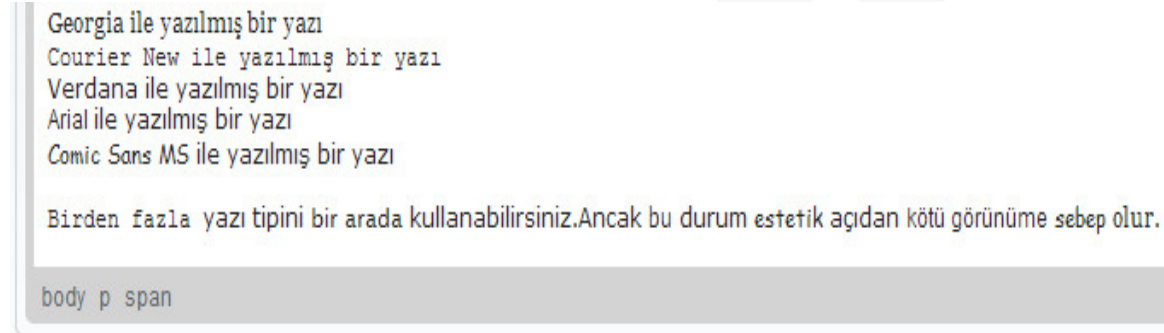 Georgia ile yazılmış bir yazı
Courier New ile yazılmış bir yazı
Verdana ile yazılmış bir yazı
Arial ile yazılmış bir yazı
Comic Sans MS ile yazılmış bir yazı
Birden fazla yazı tipini bir arada kullanabilirsiniz.Ancak bu durum estetik açıdan kötü görünüme sebep olur.
body p span